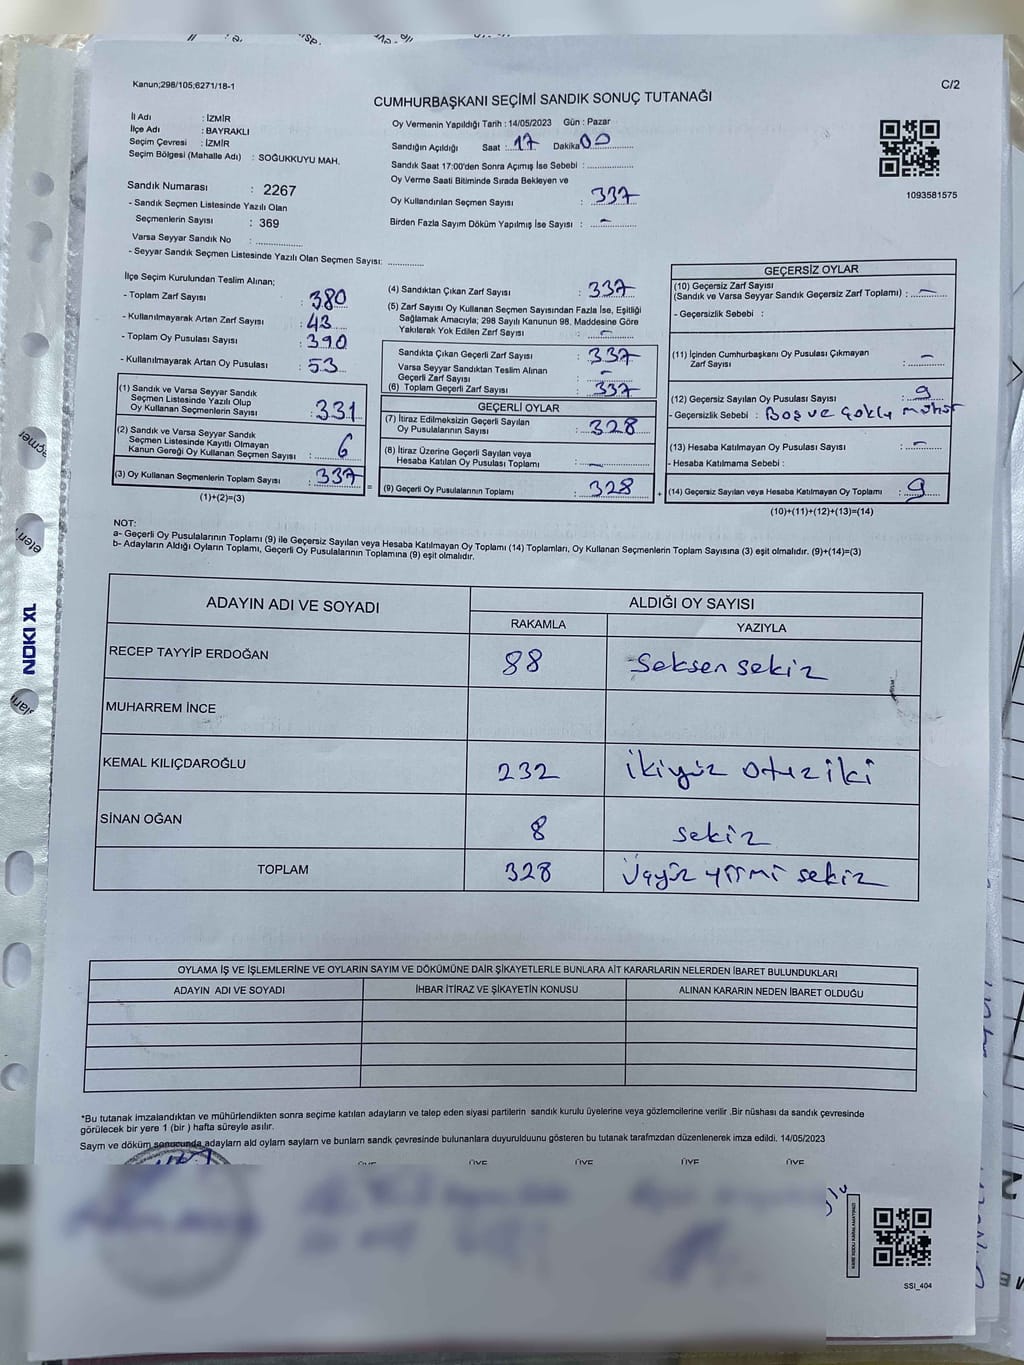 Kanun;298/105;6271/18-1
C/2
CUMHURBAŞKANI SEÇİMİ SANDIK SONUÇ TUTANAĞI
İl Adı : İZMİR
İlçe Adı : BAYRAKLI
Seçim Çevresi : İZMİR
Seçim Bölgesi (Mahalle Adı) : SOĞUKKUYU MAH.
Sandık Numarası : 2267
- Sandık Seçmen Listesinde Yazılı Olan
Seçmenlerin Sayısı : 369
Varsa Seyyar Sandık No : ..................
- Seyyar Sandık Seçmen Listesinde Yazılı Olan Seçmen Sayısı: ..............
Oy Vermenin Yapıldığı Tarih : 14/05/2023 Gün : Pazar
Sandığın Açıldığı Saat : 17 Dakika 00
Sandık Saat 17:00'den Sonra Açımış İse Sebebi : ..............
Oy Verme Saati Bitiminde Sırada Bekleyen ve
Oy Kullandırılan Seçmen Sayısı : 337
Birden Fazla Sayım Döküm Yapılmış İse Sayısı : -
1093581575
İlçe Seçim Kurulundan Teslim Alınan;
- Toplam Zarf Sayısı : 380
- Kullanılmayarak Artan Zarf Sayısı : 43
- Toplam Oy Pusulası Sayısı : 390
- Kullanılmayarak Artan Oy Pusulası : 53
(1) Sandık ve Varsa Seyyar Sandık
Seçmen Listesinde Yazılı Olup
Oy Kullanan Seçmenlerin Sayısı : 331
(2) Sandık ve Varsa Seyyar Sandık
Seçmen Listesinde Kayıtlı Olmayan
Kanun Gereği Oy Kullanan Seçmen Sayısı : 6
(3) Oy Kullanan Seçmenlerin Toplam Sayısı : 337
(1)+(2)=(3)
=
(4) Sandıktan Çıkan Zarf Sayısı : 337
(5) Zarf Sayısı Oy Kullanan Seçmen Sayısından Fazla İse, Eşitliği
Sağlamak Amacıyla; 298 Sayılı Kanunun 98. Maddesine Göre
Yakılarak Yok Edilen Zarf Sayısı : -
Sandıkta Çıkan Geçerli Zarf Sayısı : 337
Varsa Seyyar Sandıktan Teslim Alınan
Geçerli Zarf Sayısı : -
(6) Toplam Geçerli Zarf Sayısı : 337
GEÇERLİ OYLAR
(7) İtiraz Edilmeksizin Geçerli Sayılan
Oy Pusulalarının Sayısı : 328
(8) İtiraz Üzerine Geçerli Sayılan veya
Hesaba Katılan Oy Pusulası Toplamı : -
(9) Geçerli Oy Pusulalarının Toplamı : 328
+
GEÇERSİZ OYLAR
(10) Geçersiz Zarf Sayısı
(Sandık ve Varsa Seyyar Sandık Geçersiz Zarf Toplamı) : -
- Geçersizlik Sebebi :
(11) İçinden Cumhurbaşkanı Oy Pusulası Çıkmayan
Zarf Sayısı : -
(12) Geçersiz Sayılan Oy Pusulası Sayısı : 9
- Geçersizlik Sebebi : Boş ve çoklu mühür
(13) Hesaba Katılmayan Oy Pusulası Sayısı : -
- Hesaba Katılmama Sebebi :
(14) Geçersiz Sayılan veya Hesaba Katılmayan Oy Toplamı : 9
(10)+(11)+(12)+(13)=(14)
NOT:
a- Geçerli Oy Pusulalarının Toplamı (9) ile Geçersiz Sayılan veya Hesaba Katılmayan Oy Toplamı (14) Toplamları, Oy Kullanan Seçmenlerin Toplam Sayısına (3) eşit olmalıdır. (9)+(14)=(3)
b- Adayların Aldığı Oyların Toplamı, Geçerli Oy Pusulalarının Toplamına (9) eşit olmalıdır.
ADAYIN ADI VE SOYADI ALDIĞI OY SAYISI
RAKAMLA YAZIYLA
RECEP TAYYİP ERDOĞAN 88 Seksen sekiz
MUHARREM İNCE
KEMAL KILIÇDAROĞLU 232 ikiyüz otuz iki
SİNAN OĞAN 8 sekiz
TOPLAM 328 Üçyüz yirmi sekiz
OYLAMA İŞ VE İŞLEMLERİNE VE OYLARIN SAYIM VE DÖKÜMÜNE DAİR ŞİKAYETLERLE BUNLARA AİT KARARLARIN NELERDEN İBARET BULUNDUKLARI
ADAYIN ADI VE SOYADI İHBAR İTİRAZ VE ŞİKAYETİN KONUSU ALINAN KARARIN NEDEN İBARET OLDUĞU
*Bu tutanak imzalandıktan ve mühürlendikten sonra seçime katılan adayların ve talep eden siyasi partilerin sandık kurulu üyelerine veya gözlemcilerine verilir .Bir nüshası da sandık çevresinde
görülecek bir yere 1 (bir ) hafta süreyle asılır.
Sayım ve döküm sonucunda adayların ald oyların sayları ve bunların sandık çevresinde bulunanlara duyurulduunu gösteren bu tutanak tarafmzdan düzenlenerek imza edildi. 14/05/2023
ÜYE ÜYE ÜYE ÜYE ÜYE
SSI_404
NOKI XL